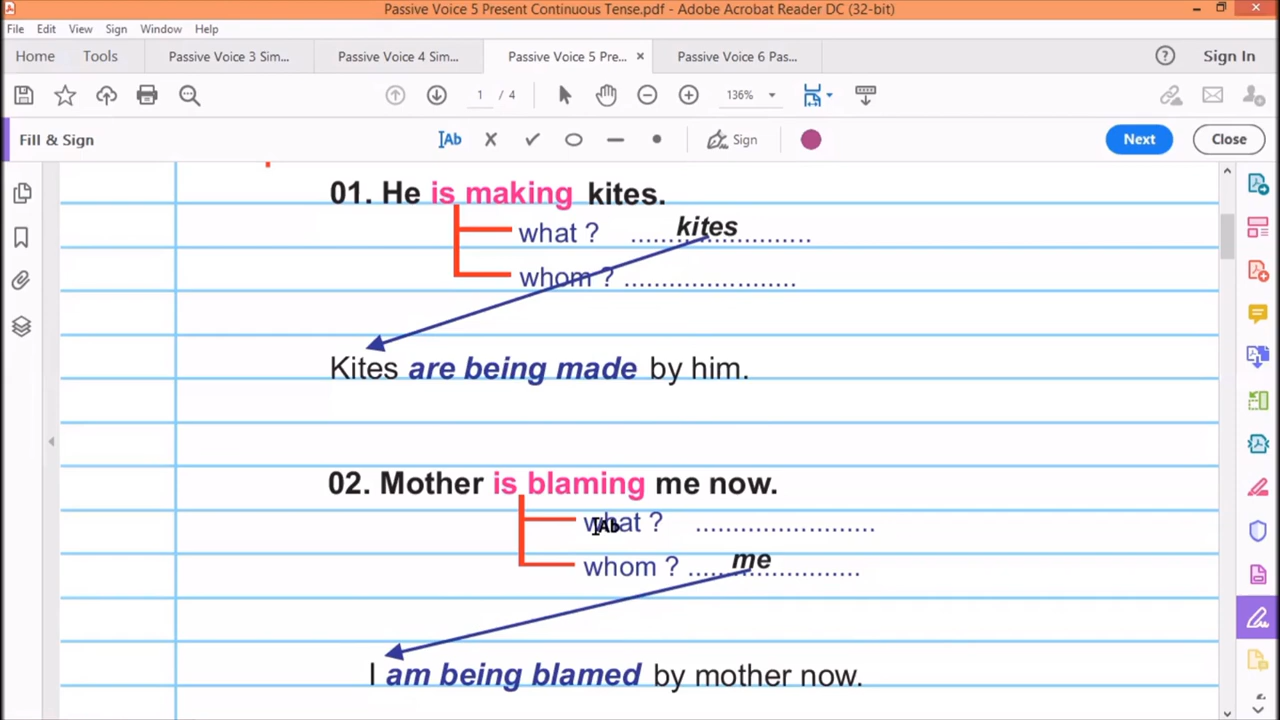 Passive Voice 5 Present Continuous Tense.pdf - Adobe Acrobat Reader DC (32-bit)
File Edit View Sign Window Help
Home Tools Passive Voice 3 Sim... Passive Voice 4 Sim... Passive Voice 5 Pre... × Passive Voice 6 Pas... ? Sign In
1 / 4 136%
Fill & Sign Ab Sign Next Close
01. He is making kites.
what ? ........................ kites
whom ? .......................
Kites are being made by him.
02. Mother is blaming me now.
what ? ........................
Ab
whom ? ....................... me
I am being blamed by mother now.